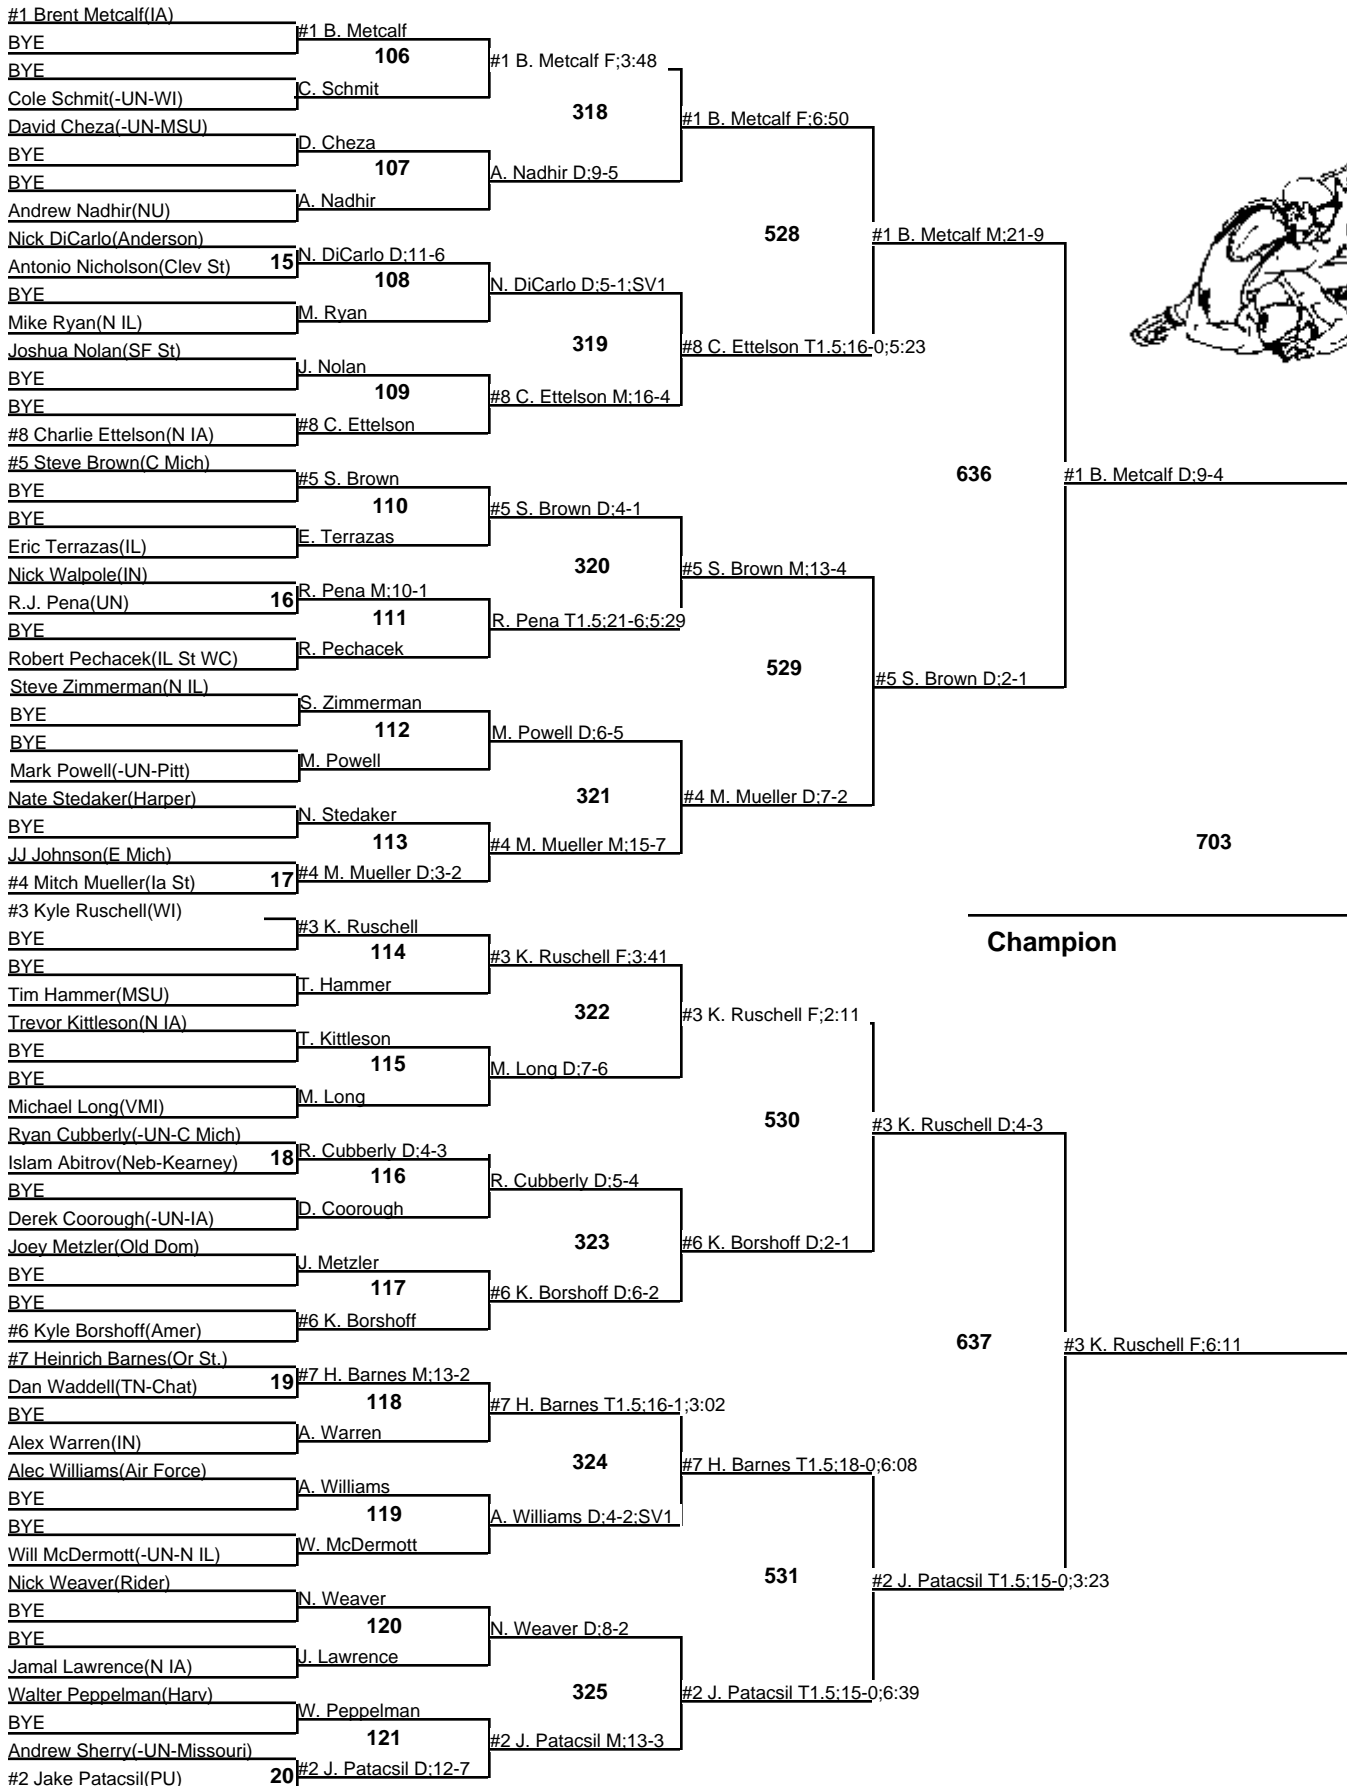 #1 Brent Metcalf(IA)
BYE
BYE
Cole Schmit(-UN-WI)
David Cheza(-UN-MSU)
BYE
BYE
Andrew Nadhir(NU)
Nick DiCarlo(Anderson)
Antonio Nicholson(Clev St) 15
BYE
Mike Ryan(N IL)
Joshua Nolan(SF St)
BYE
BYE
#8 Charlie Ettelson(N IA)
#5 Steve Brown(C Mich)
BYE
BYE
Eric Terrazas(IL)
Nick Walpole(IN)
R.J. Pena(UN) 16
BYE
Robert Pechacek(IL St WC)
Steve Zimmerman(N IL)
BYE
BYE
Mark Powell(-UN-Pitt)
Nate Stedaker(Harper)
BYE
JJ Johnson(E Mich)
#4 Mitch Mueller(Ia St) 17
#3 Kyle Ruschell(WI)
BYE
BYE
Tim Hammer(MSU)
Trevor Kittleson(N IA)
BYE
BYE
Michael Long(VMI)
Ryan Cubberly(-UN-C Mich)
Islam Abitrov(Neb-Kearney) 18
BYE
Derek Coorough(-UN-IA)
Joey Metzler(Old Dom)
BYE
BYE
#6 Kyle Borshoff(Amer)
#7 Heinrich Barnes(Or St.)
Dan Waddell(TN-Chat) 19
BYE
Alex Warren(IN)
Alec Williams(Air Force)
BYE
BYE
Will McDermott(-UN-N IL)
Nick Weaver(Rider)
BYE
BYE
Jamal Lawrence(N IA)
Walter Peppelman(Harv)
BYE
Andrew Sherry(-UN-Missouri)
#2 Jake Patacsil(PU) 20
#1 B. Metcalf
106
C. Schmit
D. Cheza
107
A. Nadhir
N. DiCarlo D;11-6
108
M. Ryan
J. Nolan
109
#8 C. Ettelson
#5 S. Brown
110
E. Terrazas
R. Pena M;10-1
111
R. Pechacek
S. Zimmerman
112
M. Powell
N. Stedaker
113
#4 M. Mueller D;3-2
#3 K. Ruschell
114
T. Hammer
T. Kittleson
115
M. Long
R. Cubberly D;4-3
116
D. Coorough
J. Metzler
117
#6 K. Borshoff
#7 H. Barnes M;13-2
118
A. Warren
A. Williams
119
W. McDermott
N. Weaver
120
J. Lawrence
W. Peppelman
121
#2 J. Patacsil D;12-7
#1 B. Metcalf F;3:48
318
A. Nadhir D;9-5
N. DiCarlo D;5-1;SV1
319
#8 C. Ettelson M;16-4
#5 S. Brown D;4-1
320
R. Pena T1.5;21-6;5:29
M. Powell D;6-5
321
#4 M. Mueller M;15-7
#3 K. Ruschell F;3:41
322
M. Long D;7-6
R. Cubberly D;5-4
323
#6 K. Borshoff D;6-2
#7 H. Barnes T1.5;16-1;3:02
324
A. Williams D;4-2;SV1
N. Weaver D;8-2
325
#2 J. Patacsil M;13-3
#1 B. Metcalf F;6:50
528
#8 C. Ettelson T1.5;16-0;5:23
#5 S. Brown M;13-4
529
#4 M. Mueller D;7-2
#3 K. Ruschell F;2:11
530
#6 K. Borshoff D;2-1
#7 H. Barnes T1.5;18-0;6:08
531
#2 J. Patacsil T1.5;15-0;6:39
#1 B. Metcalf M;21-9
636
#5 S. Brown D;2-1
#3 K. Ruschell D;4-3
637
#2 J. Patacsil T1.5;15-0;3:23
#1 B. Metcalf D;9-4
703
Champion
#3 K. Ruschell F;6:11